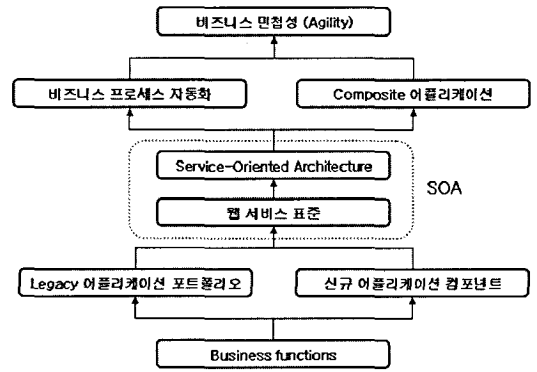 비즈니스 민첩성 (Agility)
비즈니스 프로세스 자동화
Composite 어플리케이션
Service-Oriented Architecture
SOA
웹 서비스 표준
Legacy 어플리케이션 포트폴리오
신규 어플리케이션 컴포넌트
Business functions